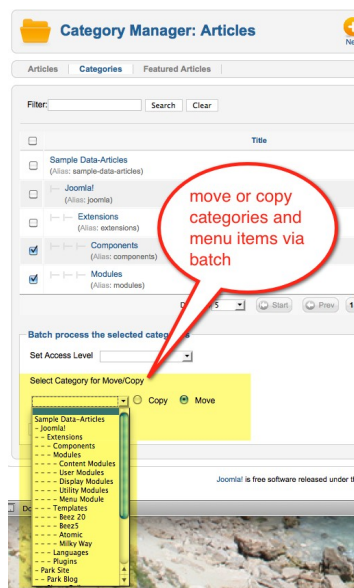 Category Manager: Articles
Articles Categories Featured Articles
Filter: Search Clear
Title
Sample Data-Articles
(Alias: sample-data-articles)
|— Joomla!
(Alias: joomla)
|— |— Extensions
(Alias: extensions)
|— |— |— Components
(Alias: components)
|— |— |— Modules
(Alias: modules)
move or copy
categories and
menu items via
batch
5 Start Prev 1
Batch process the selected categories
Set Access Level
Select Category for Move/Copy
Copy Move
Sample Data-Articles
- Joomla!
- - Extensions
- - - Components
- - - Modules
- - - - Content Modules
- - - - User Modules
- - - - Display Modules
- - - - Utility Modules
- - - - Menu Module
- - - Templates
- - - - Beez 20
- - - - Beez5
- - - - Atomic
- - - - Milky Way
- - - Languages
- - - Plugins
- Park Site
- - Park Blog
Joomla! is free software released under